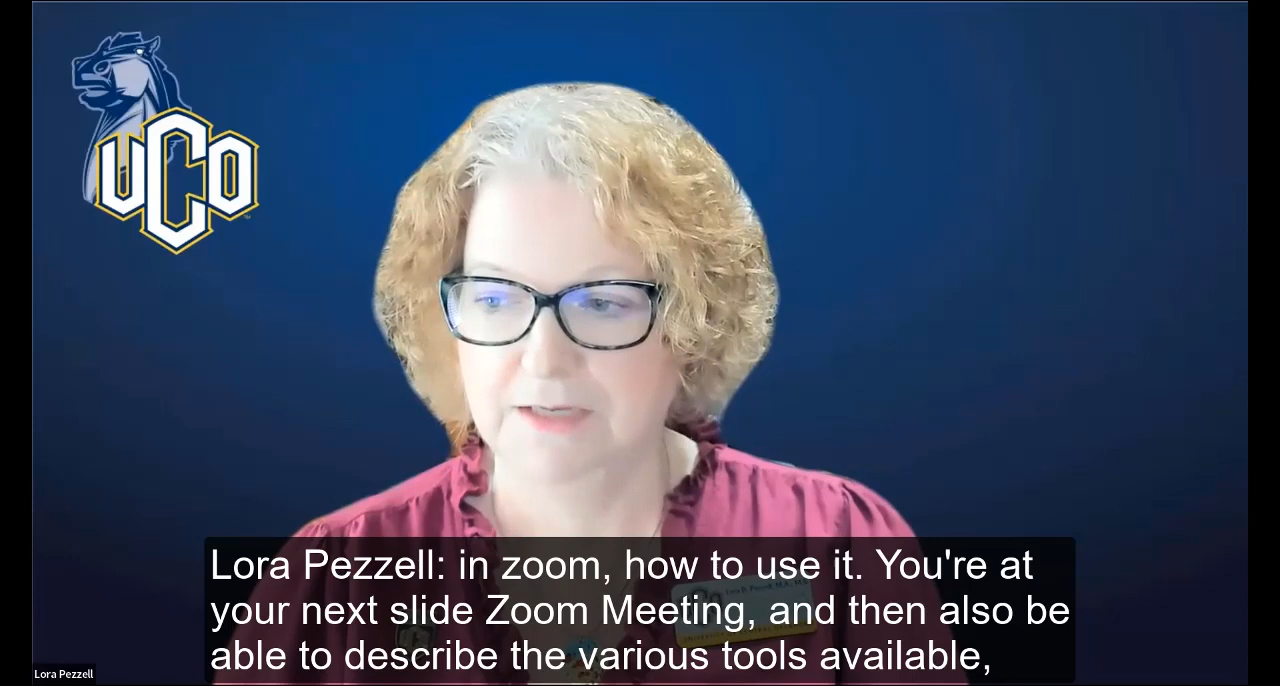 UCO
Lora Pezzell: in zoom, how to use it. You're at
your next slide Zoom Meeting, and then also be
able to describe the various tools available,
Lora Pezzell